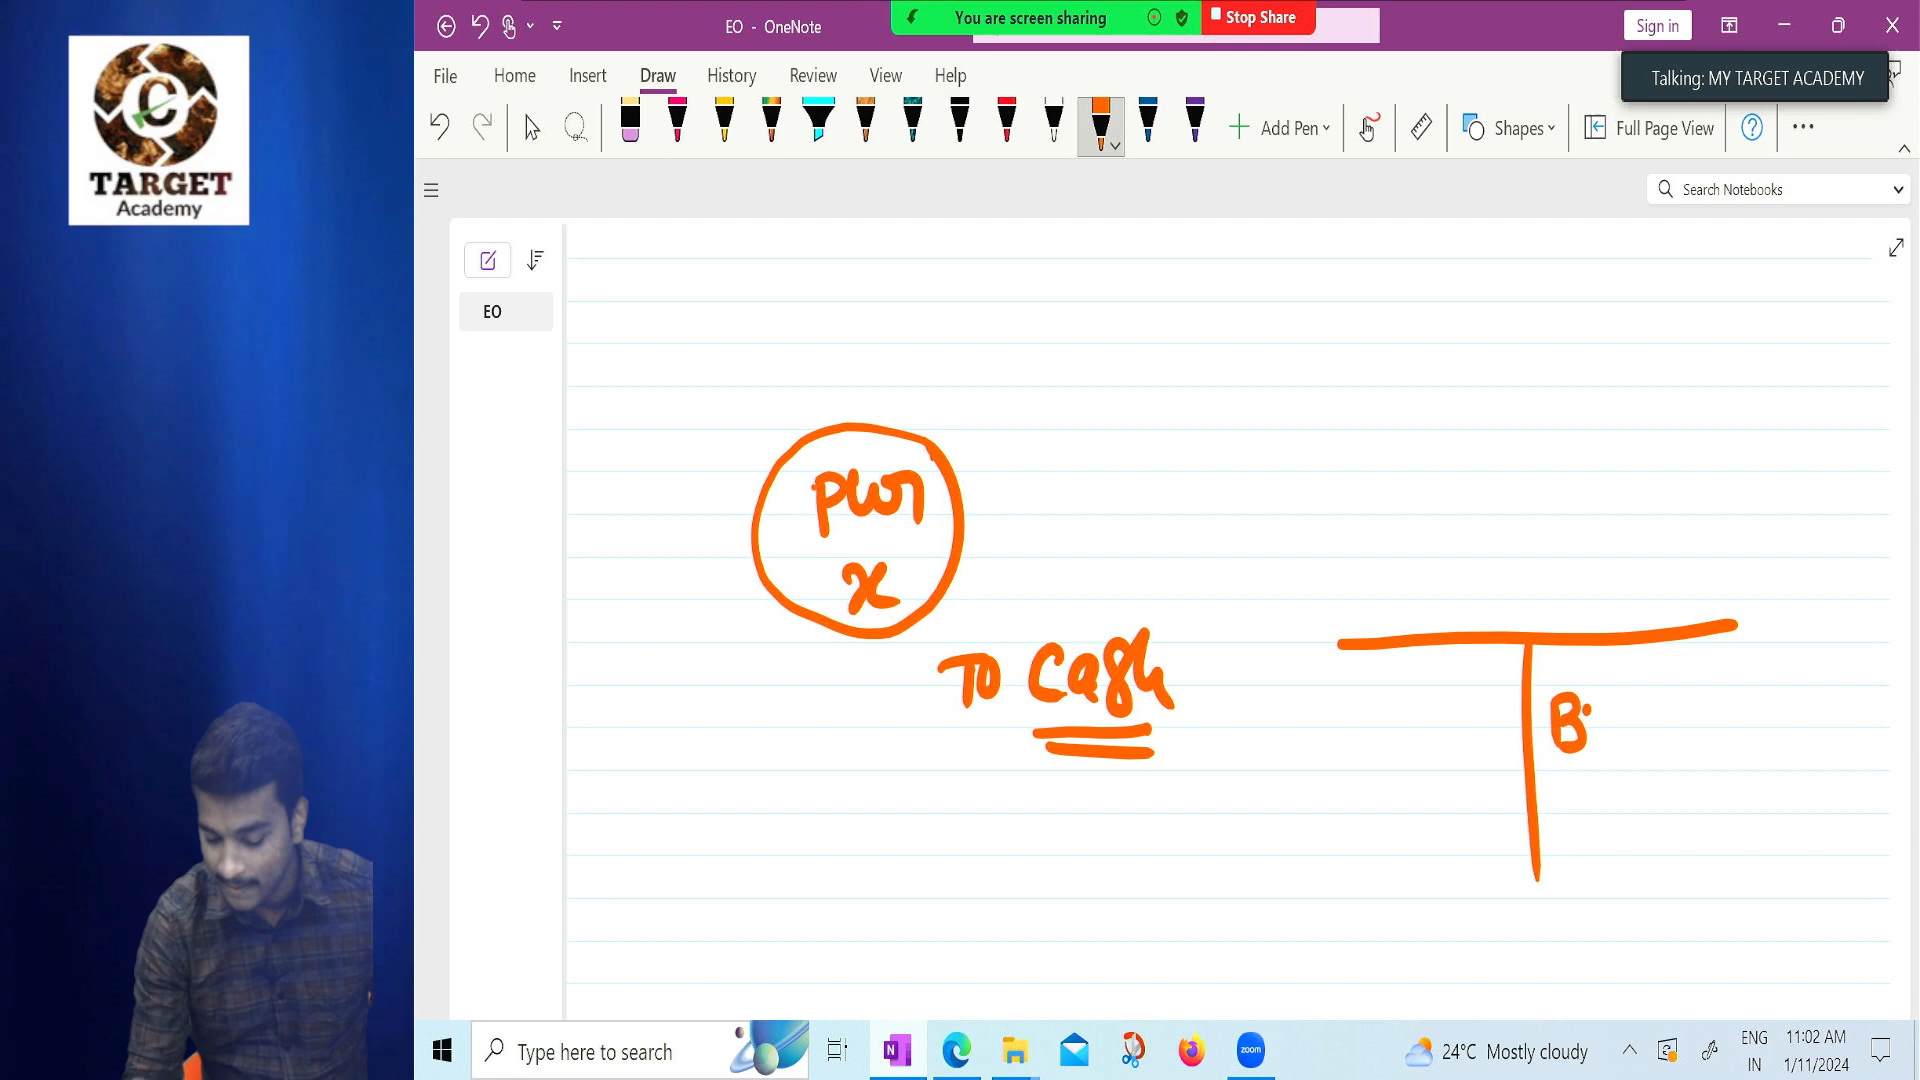 TARGET
Academy
EO - OneNote
You are screen sharing
Stop Share
Sign in
Talking: MY TARGET ACADEMY
File Home Insert Draw History Review View Help
Add Pen
Shapes
Full Page View
Search Notebooks
EO
x
To Cash
B
Type here to search
zoom
24°C Mostly cloudy
ENG
IN
11:02 AM
1/11/2024